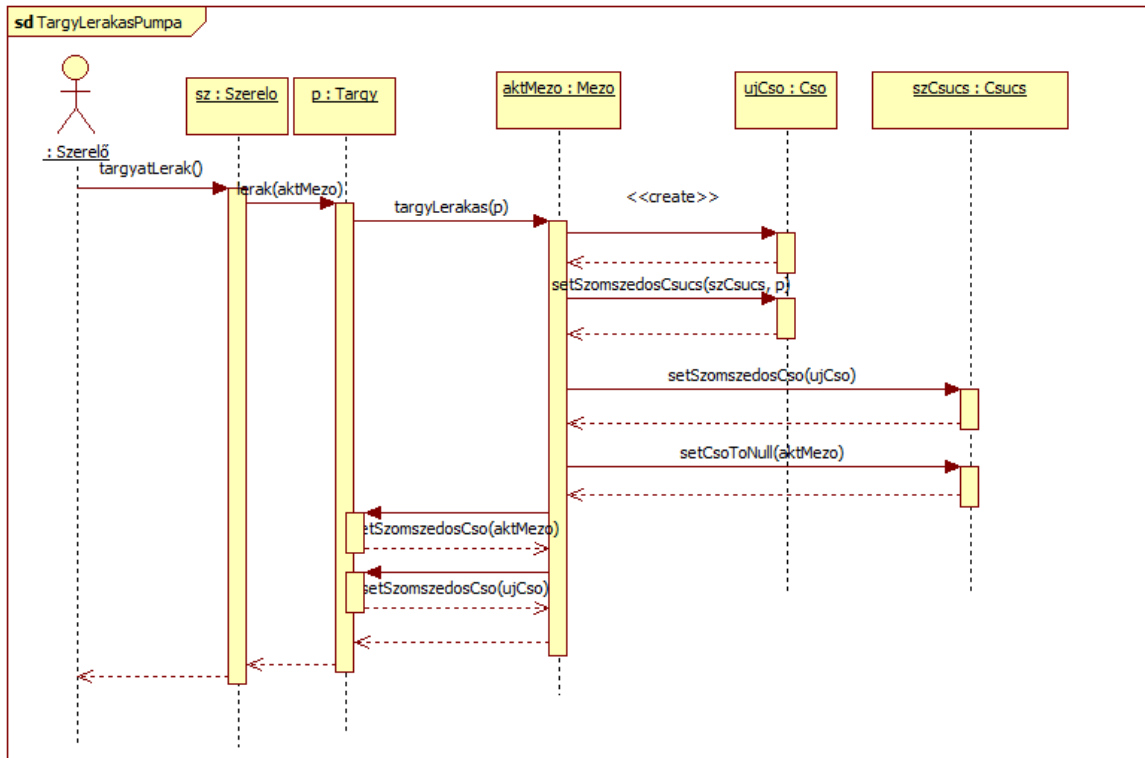 sd TargyLerakasPumpa
: Szerelő
sz : Szerelo
p : Targy
aktMezo : Mezo
ujCso : Cso
szCsucs : Csucs
targyatLerak()
lerak(aktMezo)
targyLerakas(p)
<<create>>
setSzomszedosCsucs(szCsucs, p)
setSzomszedosCso(ujCso)
setCsoToNull(aktMezo)
etSzomszedosCso(aktMezo)
setSzomszedosCso(ujCso)